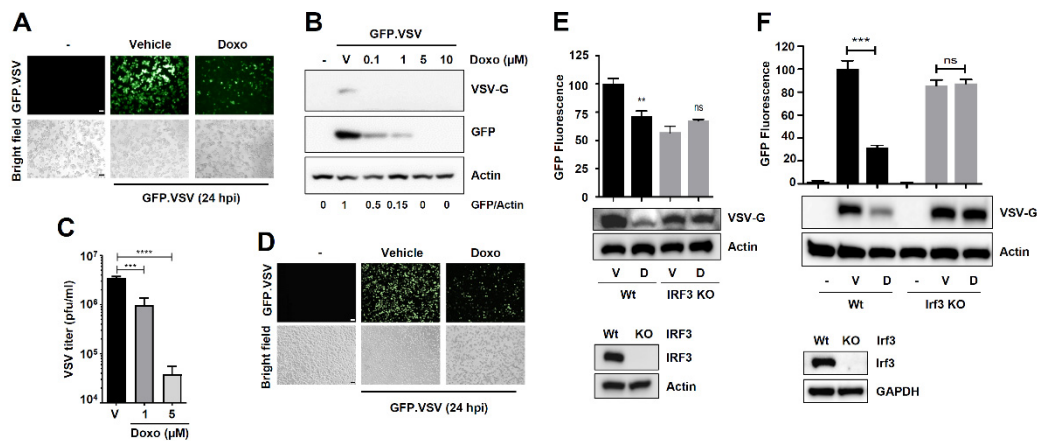 A
-
Vehicle
Doxo
GFP.VSV
Bright field
GFP.VSV (24 hpi)
B
GFP.VSV
- V 0.1 1 5 10 Doxo (μM)
VSV-G
GFP
Actin
0 1 0.5 0.15 0 0 GFP/Actin
C
VSV titer (pfu/ml)
10⁷
10⁶
10⁵
10⁴
****
***
V 1 5
Doxo (μM)
D
-
Vehicle
Doxo
GFP.VSV
Bright field
GFP.VSV (24 hpi)
E
GFP Fluorescence
125
100
75
50
25
0
**
ns
VSV-G
Actin
V D V D
Wt IRF3 KO
Wt KO IRF3
IRF3
Actin
F
GFP Fluorescence
120
100
80
60
40
20
0
***
ns
VSV-G
Actin
- V D - V D
Wt Irf3 KO
Wt KO Irf3
Irf3
GAPDH